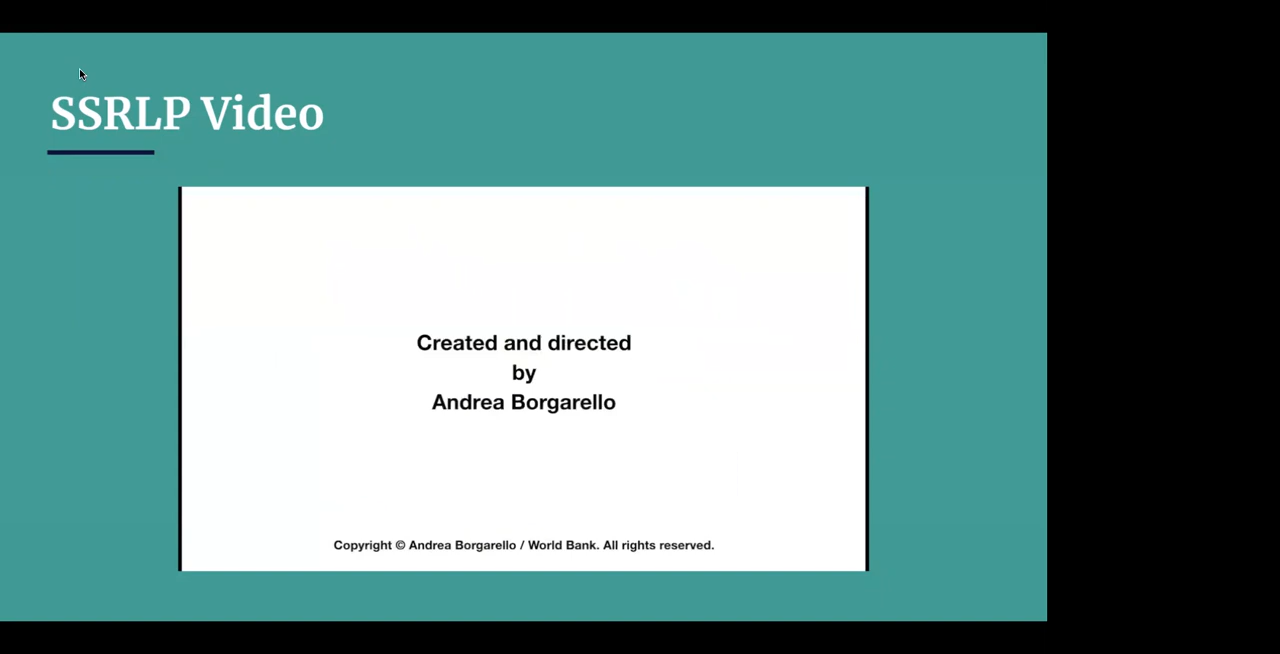 SSRLP Video
Created and directed
by
Andrea Borgarello
Copyright © Andrea Borgarello / World Bank. All rights reserved.